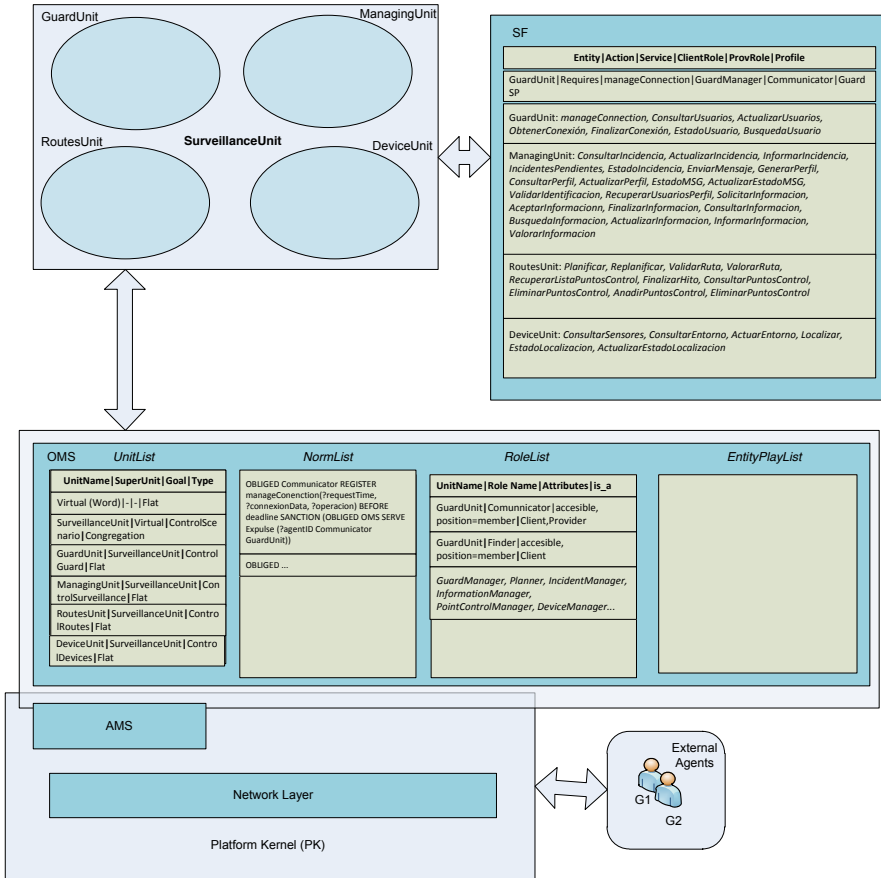 GuardUnit
ManagingUnit
RoutesUnit
SurveillanceUnit
DeviceUnit
SF
Entity|Action|Service|ClientRole|ProvRole|Profile
GuardUnit|Requires|manageConnection|GuardManager|Communicator|Guard
SP
GuardUnit: manageConnection, ConsultarUsuarios, ActualizarUsuarios,
ObtenerConexión, FinalizarConexión, EstadoUsuario, BusquedaUsuario
ManagingUnit: ConsultarIncidencia, ActualizarIncidencia, InformarIncidencia,
IncidentesPendientes, EstadoIncidencia, EnviarMensaje, GenerarPerfil,
ConsultarPerfil, ActualizarPerfil, EstadoMSG, ActualizarEstadoMSG,
ValidarIdentificacion, RecuperarUsuariosPerfil, SolicitarInformacion,
AceptarInformacionn, FinalizarInformacion, ConsultarInformacion,
BusquedaInformacion, ActualizarInformacion, InformarInformacion,
ValorarInformacion
RoutesUnit: Planificar, Replanificar, ValidarRuta, ValorarRuta,
RecuperarListaPuntosControl, FinalizarHito, ConsultarPuntosControl,
EliminarPuntosControl, AnadirPuntosControl, EliminarPuntosControl
DeviceUnit: ConsultarSensores, ConsultarEntorno, ActuarEntorno, Localizar,
EstadoLocalizacion, ActualizarEstadoLocalizacion
OMS
UnitList
UnitName|SuperUnit|Goal|Type
Virtual (Word)|-|-|Flat
SurveillanceUnit|Virtual|ControlSce
nario|Congregation
GuardUnit|SurveillanceUnit|Control
Guard|Flat
ManagingUnit|SurveillanceUnit|Con
trolSurveillance|Flat
RoutesUnit|SurveillanceUnit|Contro
lRoutes|Flat
DeviceUnit|SurveillanceUnit|Contro
lDevices|Flat
NormList
OBLIGED Communicator REGISTER
manageConenction(?requestTime,
?connexionData, ?operacion) BEFORE
deadline SANCTION (OBLIGED OMS SERVE
Expulse (?agentID Communicator
GuardUnit))
OBLIGED ...
RoleList
UnitName|Role Name|Attributes|is_a
GuardUnit|Comunnicator|accesible,
position=member|Client,Provider
GuardUnit|Finder|accesible,
position=member|Client
GuardManager, Planner, IncidentManager,
InformationManager,
PointControlManager, DeviceManager...
EntityPlayList
AMS
Network Layer
Platform Kernel (PK)
External
Agents
G1
G2